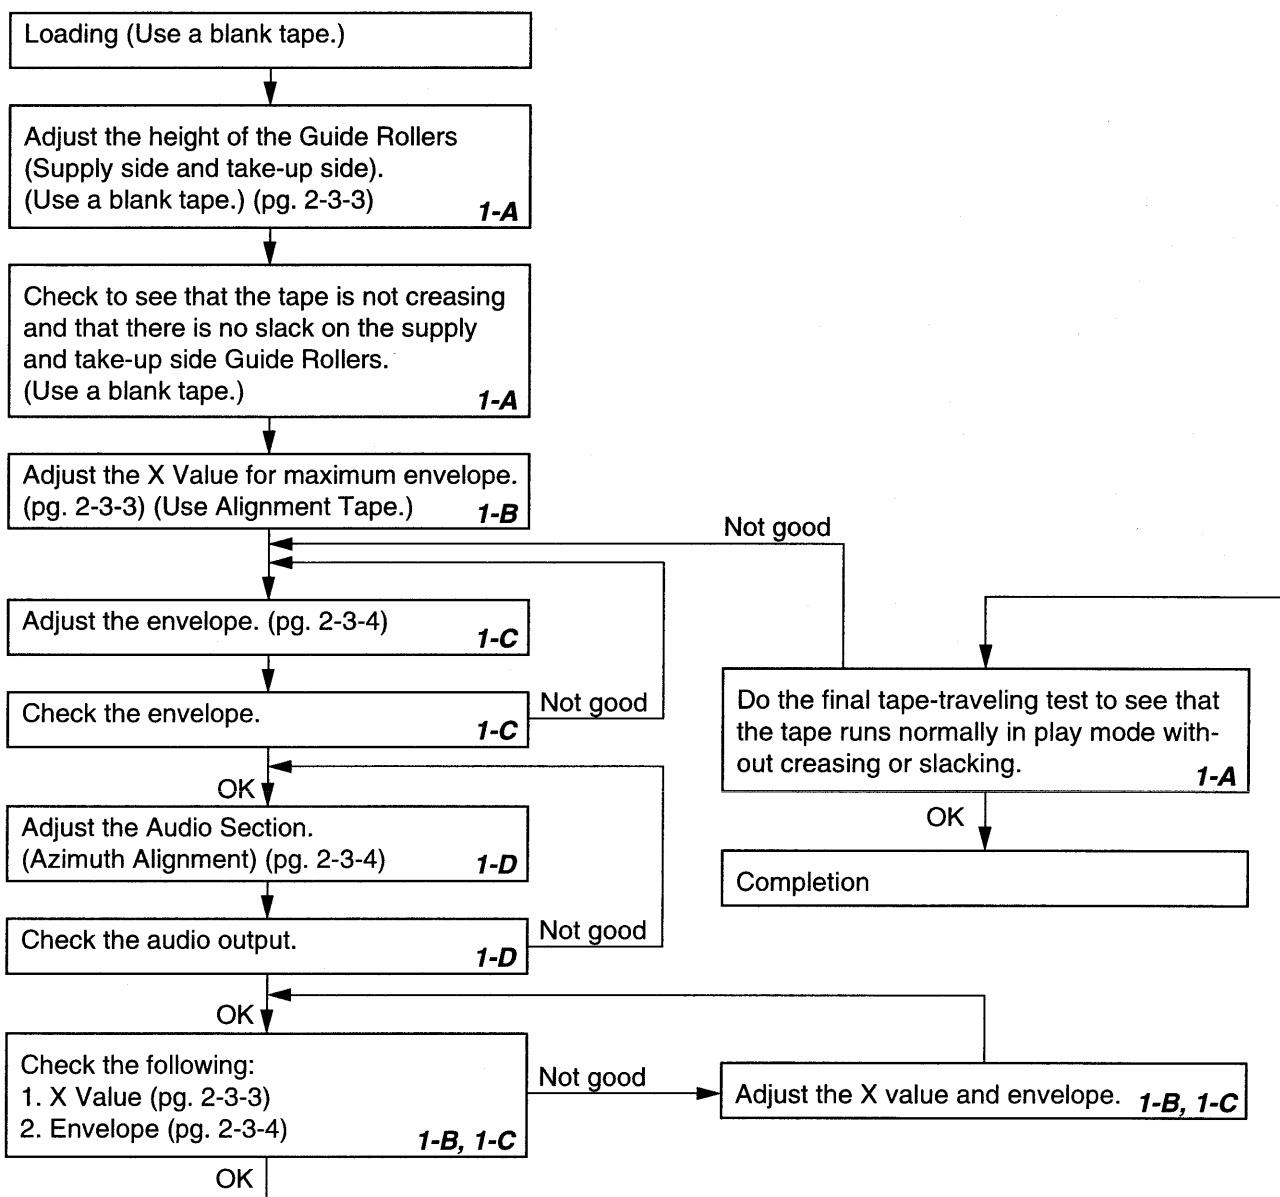 Loading (Use a blank tape.)
Adjust the height of the Guide Rollers
(Supply side and take-up side).
(Use a blank tape.) (pg. 2-3-3)
1-A
Check to see that the tape is not creasing
and that there is no slack on the supply
and take-up side Guide Rollers.
(Use a blank tape.)
1-A
Adjust the X Value for maximum envelope.
(pg. 2-3-3) (Use Alignment Tape.)
1-B
Adjust the envelope. (pg. 2-3-4)
1-C
Check the envelope.
1-C
Not good
OK
Adjust the Audio Section.
(Azimuth Alignment) (pg. 2-3-4)
1-D
Check the audio output.
1-D
Not good
OK
Check the following:
1. X Value (pg. 2-3-3)
2. Envelope (pg. 2-3-4)
1-B, 1-C
Not good
Adjust the X value and envelope.
1-B, 1-C
OK
Not good
Do the final tape-traveling test to see that
the tape runs normally in play mode with-
out creasing or slacking.
1-A
OK
Completion